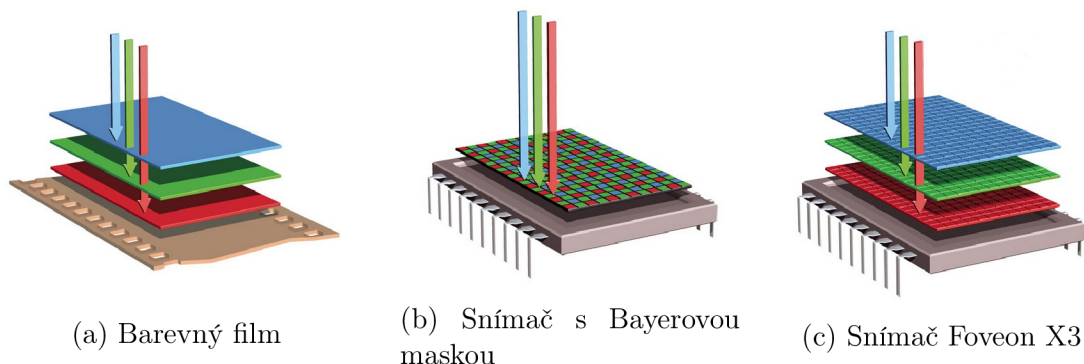 (a) Barevný film
(b) Snímač s Bayerovou
maskou
(c) Snímač Foveon X3